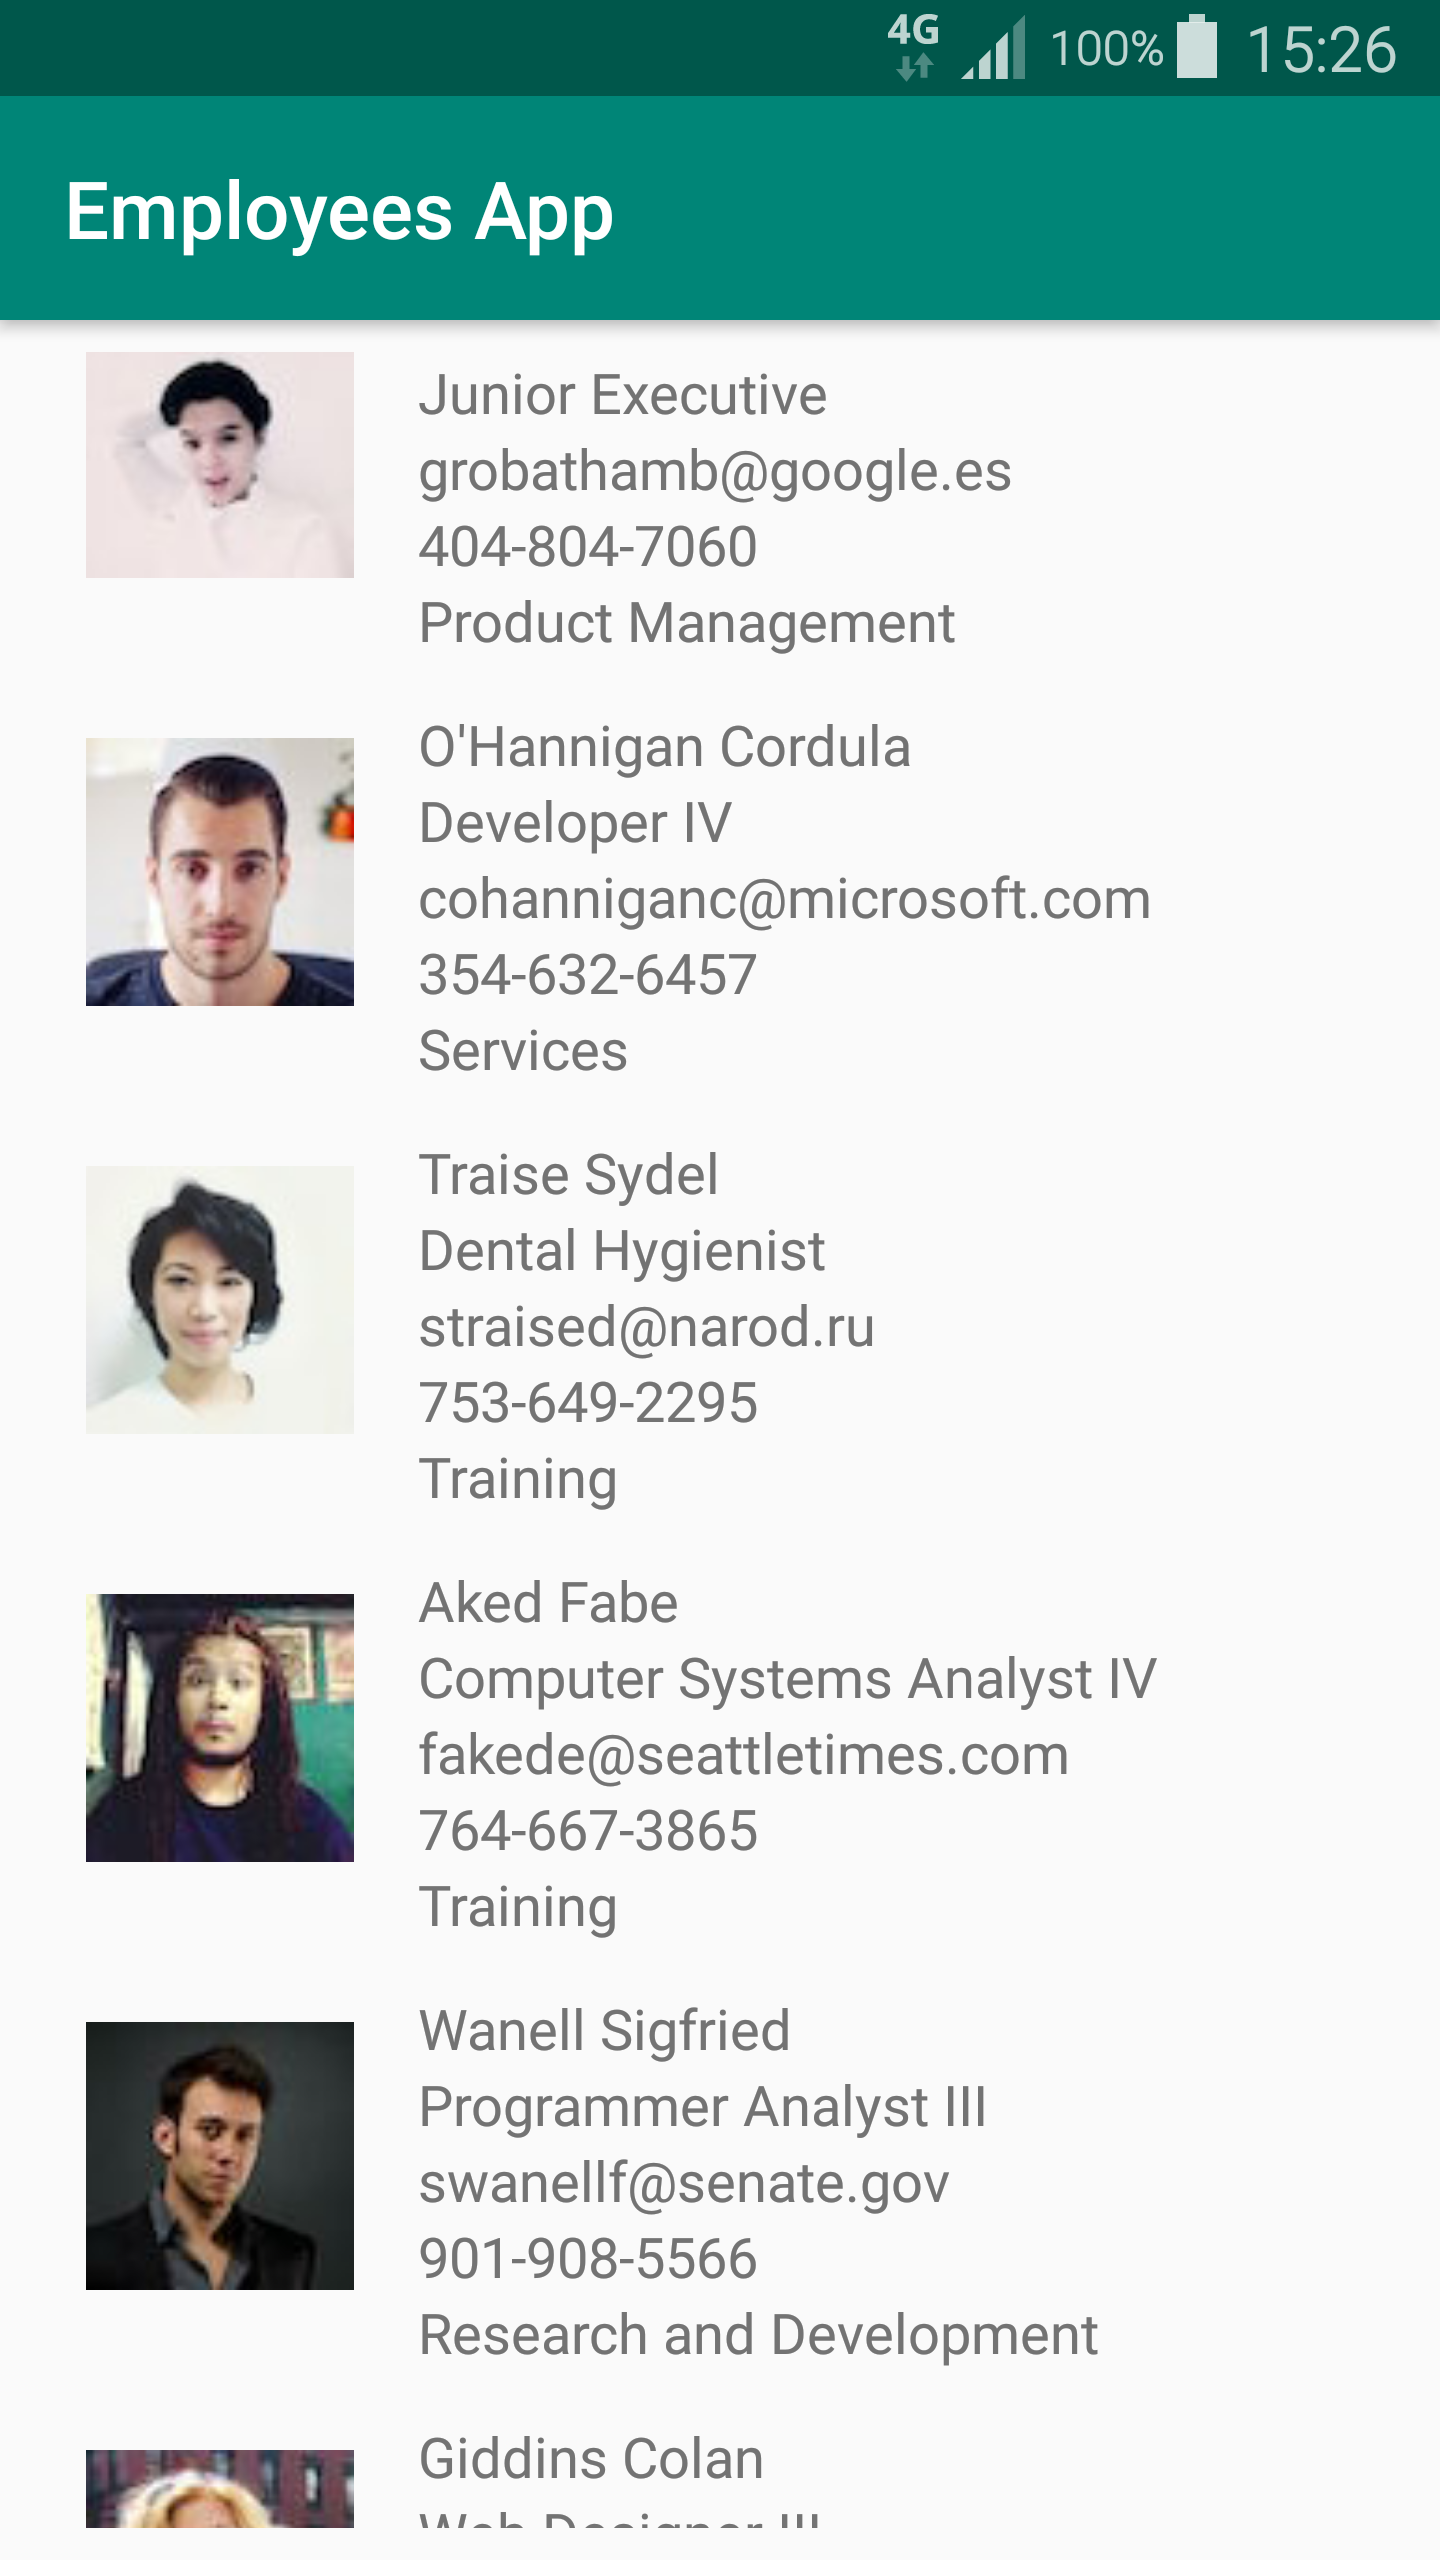 4G 100% 15:26
Employees App
Junior Executive
grobathamb@google.es
404-804-7060
Product Management
O'Hannigan Cordula
Developer IV
cohanniganc@microsoft.com
354-632-6457
Services
Traise Sydel
Dental Hygienist
straised@narod.ru
753-649-2295
Training
Aked Fabe
Computer Systems Analyst IV
fakede@seattletimes.com
764-667-3865
Training
Wanell Sigfried
Programmer Analyst III
swanellf@senate.gov
901-908-5566
Research and Development
Giddins Colan
Web Designer III